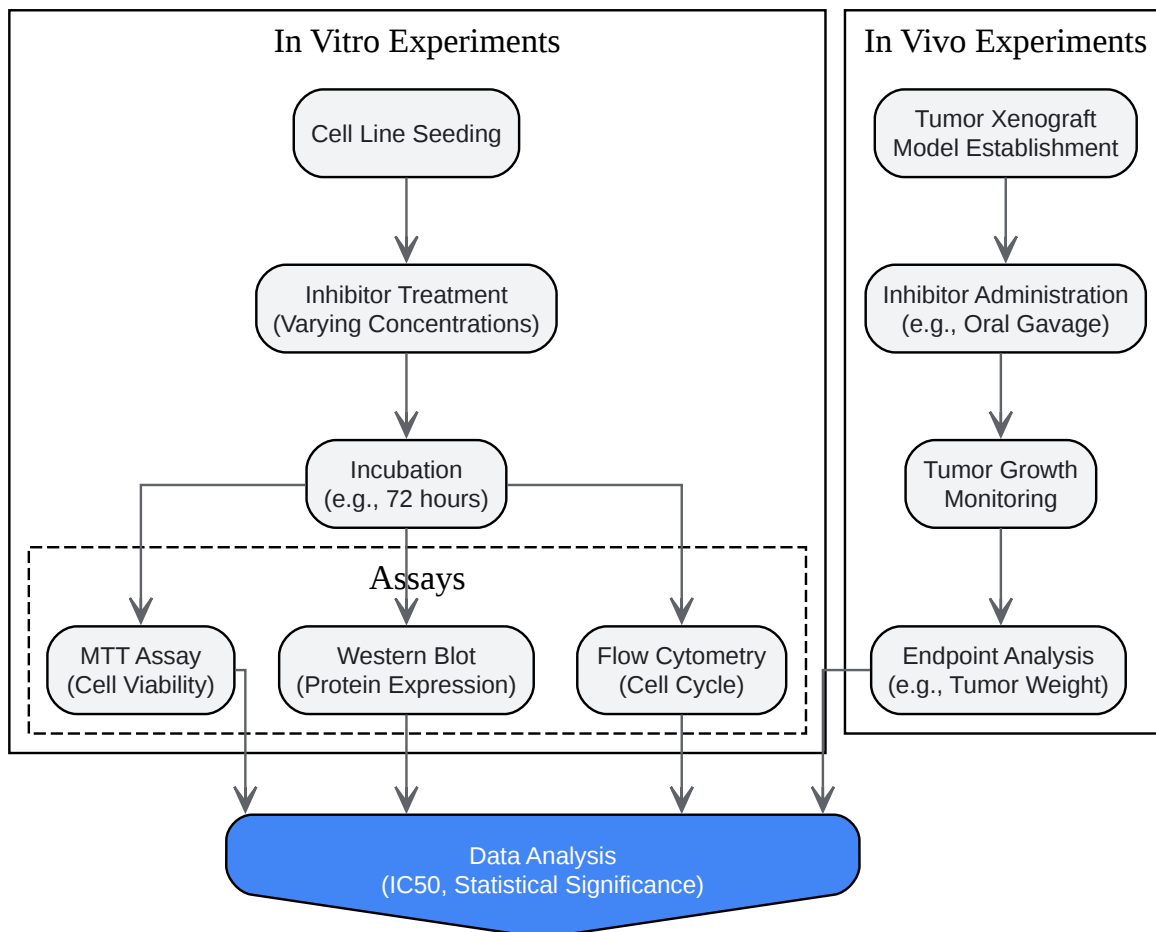 In Vitro Experiments
Cell Line Seeding
Inhibitor Treatment
(Varying Concentrations)
Incubation
(e.g., 72 hours)
Assays
MTT Assay
(Cell Viability)
Western Blot
(Protein Expression)
Flow Cytometry
(Cell Cycle)
In Vivo Experiments
Tumor Xenograft
Model Establishment
Inhibitor Administration
(e.g., Oral Gavage)
Tumor Growth
Monitoring
Endpoint Analysis
(e.g., Tumor Weight)
Data Analysis
(IC50, Statistical Significance)